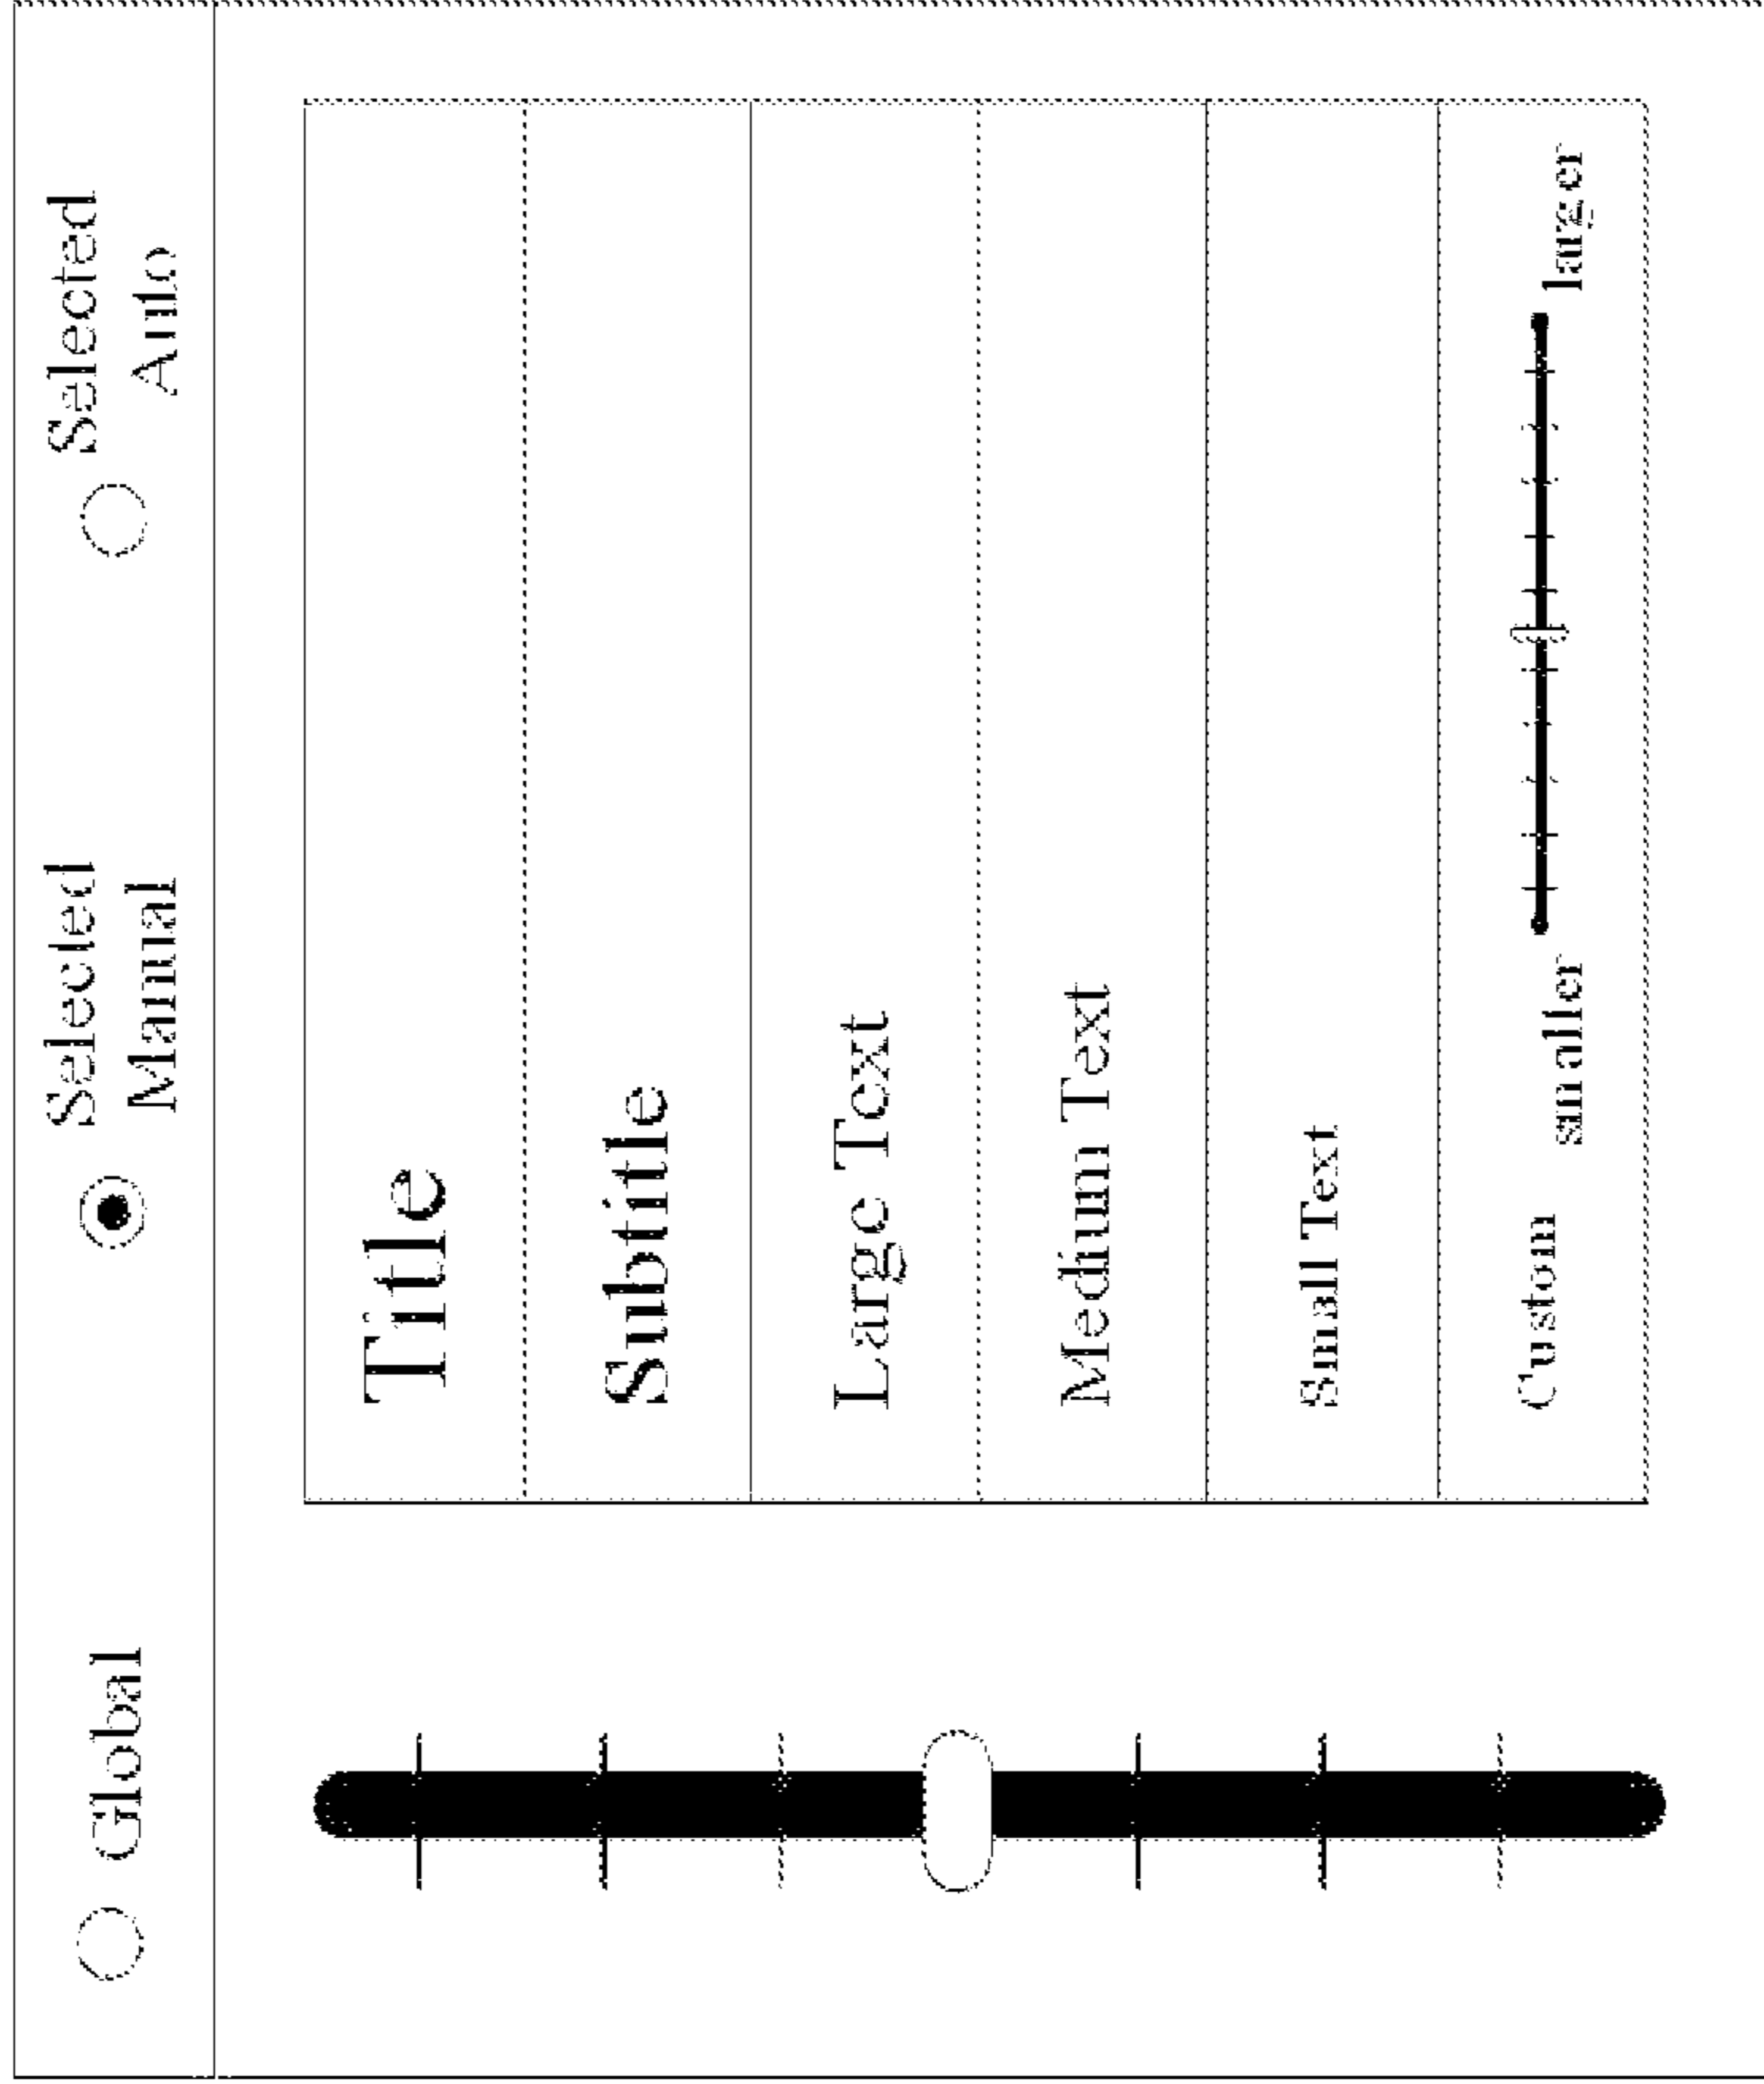 Global
Selected
Manual
Selected
Auto
Title
Subtitle
Large Text
Medium Text
Small Text
Custom
smaller
larger